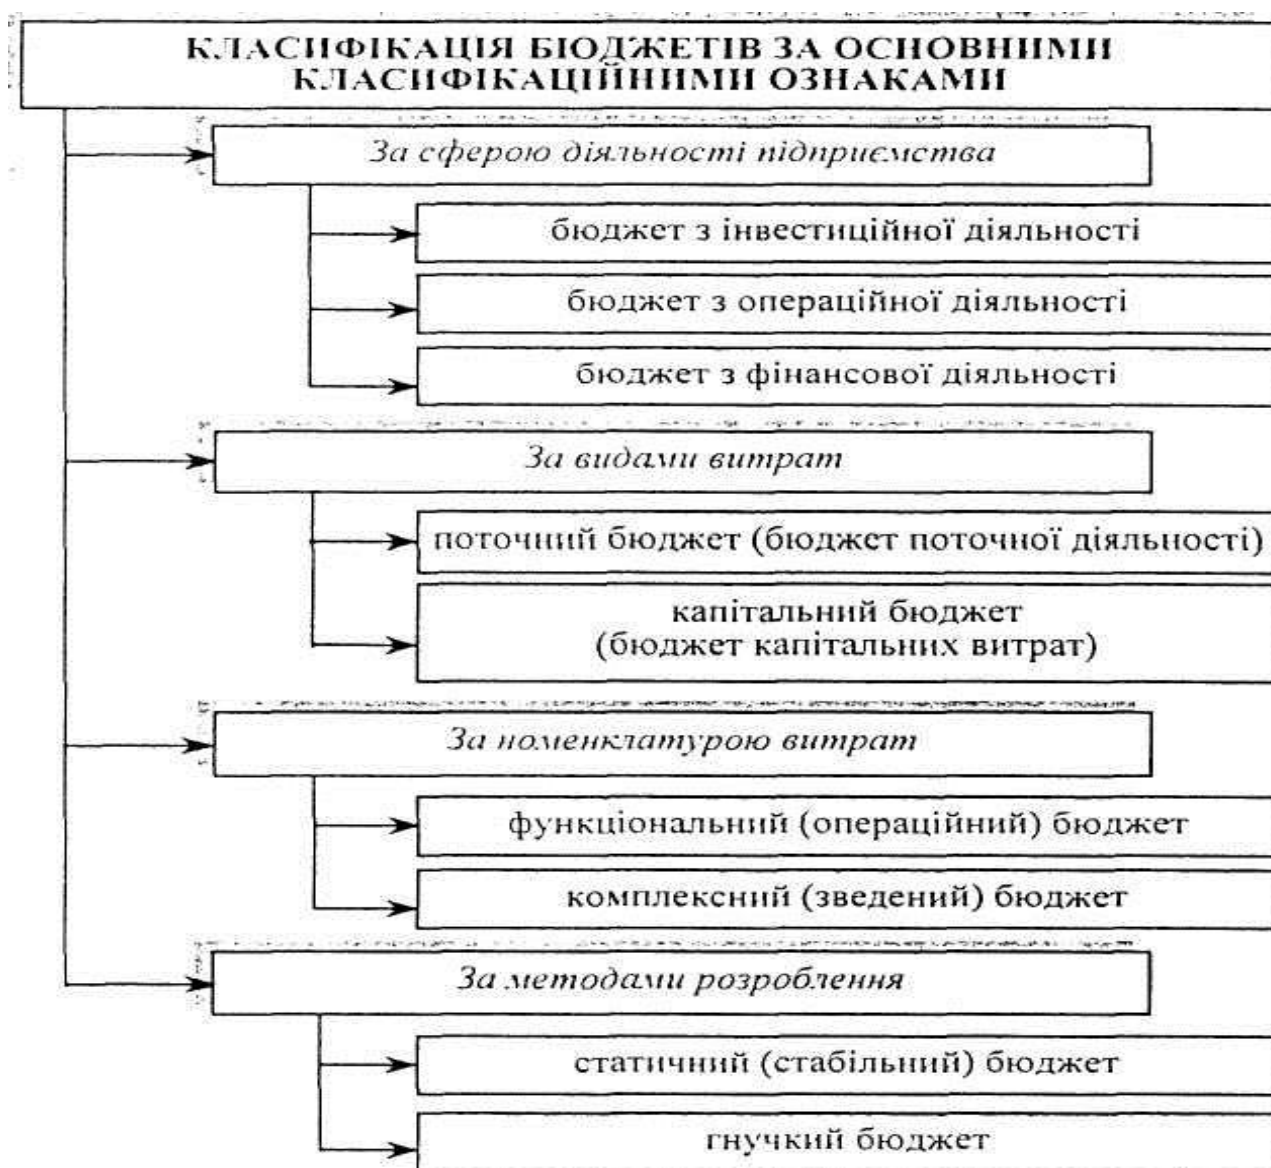 КЛАСИФІКАЦІЯ БЮДЖЕТІВ ЗА ОСНОВНИМИ
КЛАСИФІКАЦІЙНИМИ ОЗНАКАМИ
За сферою діяльності підприємства
бюджет з інвестиційної діяльності
бюджет з операційної діяльності
бюджет з фінансової діяльності
За видами витрат
поточний бюджет (бюджет поточної діяльності)
капітальний бюджет
(бюджет капітальних витрат)
За номенклатурою витрат
функціональний (операційний) бюджет
комплексний (зведений) бюджет
За методами розроблення
статичний (стабільний) бюджет
гнучкий бюджет